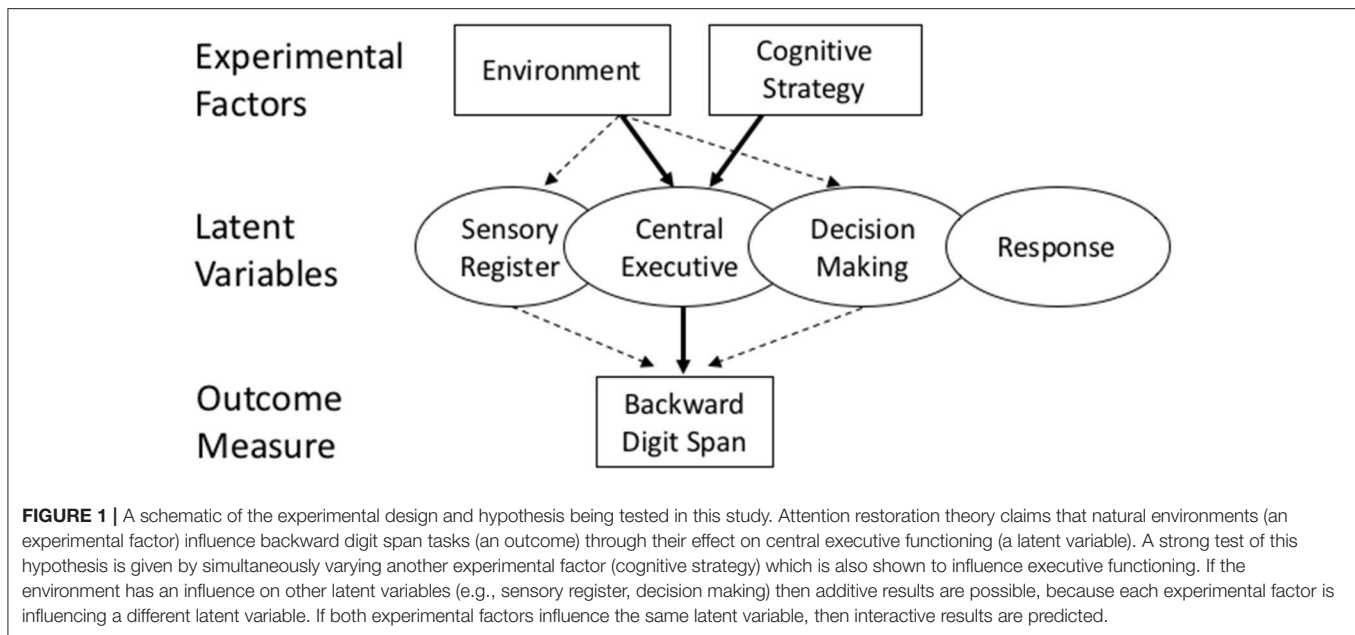 Experimental
Factors
Environment
Cognitive
Strategy
Latent
Variables
Sensory
Register
Central
Executive
Decision
Making
Response
Outcome
Measure
Backward
Digit Span
FIGURE 1 | A schematic of the experimental design and hypothesis being tested in this study. Attention restoration theory claims that natural environments (an
experimental factor) influence backward digit span tasks (an outcome) through their effect on central executive functioning (a latent variable). A strong test of this
hypothesis is given by simultaneously varying another experimental factor (cognitive strategy) which is also shown to influence executive functioning. If the
environment has an influence on other latent variables (e.g., sensory register, decision making) then additive results are possible, because each experimental factor is
influencing a different latent variable. If both experimental factors influence the same latent variable, then interactive results are predicted.